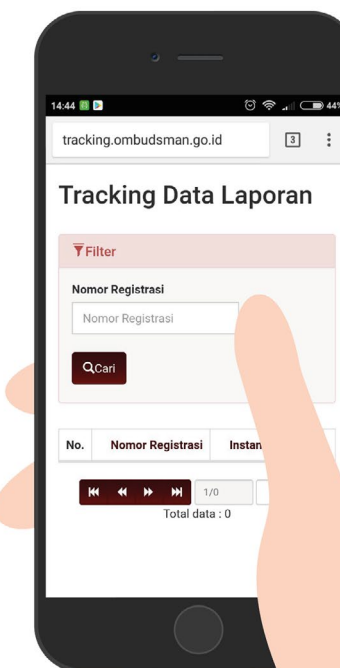 14:44 44%
tracking.ombudsman.go.id 3
Tracking Data Laporan
Filter
Nomor Registrasi
Nomor Registrasi
Cari
No. Nomor Registrasi
1/0
Total data : 0